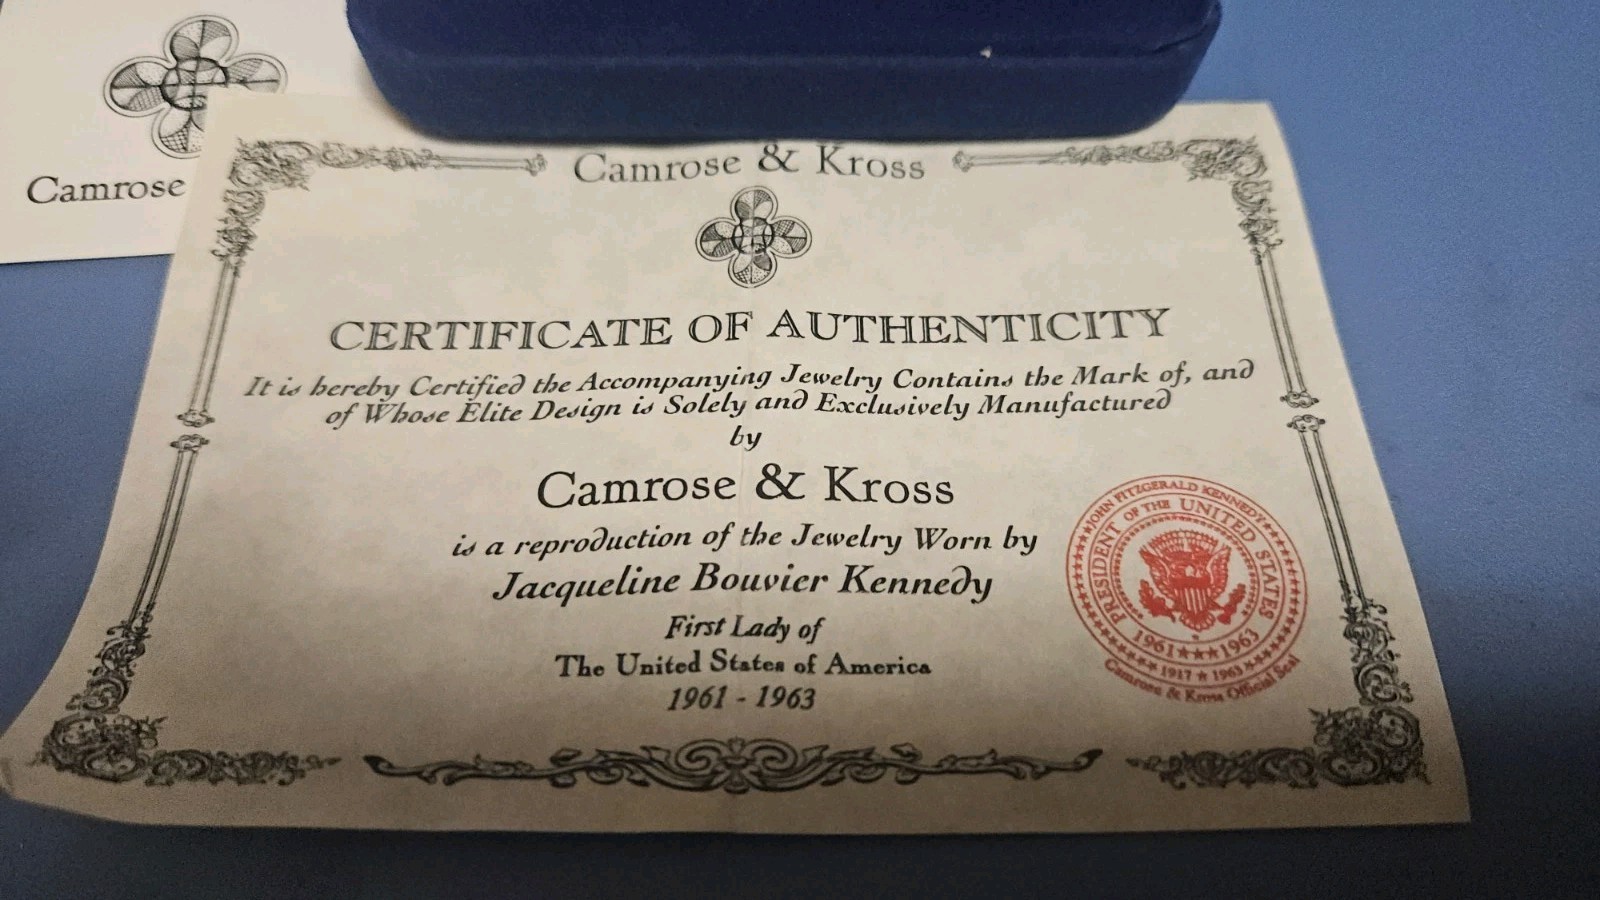 Camrose
Camrose & Kross
CERTIFICATE OF AUTHENTICITY
It is hereby Certified the Accompanying Jewelry Contains the Mark of, and
of Whose Elite Design is Solely and Exclusively Manufactured
by
Camrose & Kross
is a reproduction of the Jewelry Worn by
Jacqueline Bouvier Kennedy
First Lady of
The United States of America
1961 - 1963
JOHN FITZGERALD KENNEDY
PRESIDENT OF THE UNITED STATES
1961★★★1963
1917 ★ 1963
Camrose & Kross Official Seal